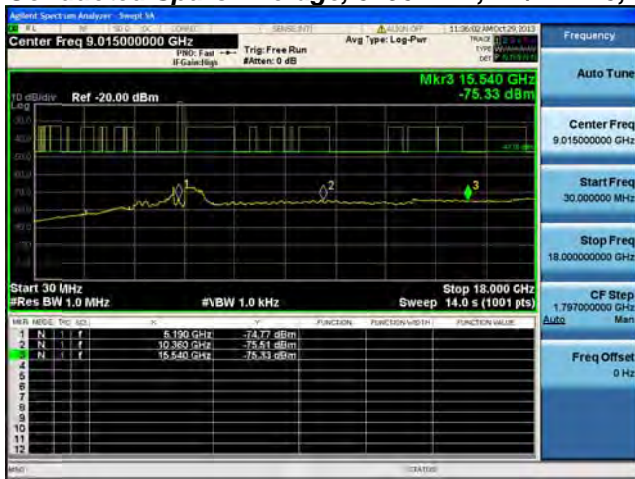 Agilent Spectrum Analyzer - Swept SA
11:36:02 AM Oct 29, 2013
Center Freq 9.015000000 GHz
PNO: Fast
IFGain:High
Trig: Free Run
#Atten: 0 dB
Avg Type: Log-Pwr
TRACE
TYPE
DET
Mkr3 15.540 GHz
-75.33 dBm
10 dB/div
Log
Ref -20.00 dBm
1
2
3
Start 30 MHz
Stop 18.000 GHz
#Res BW 1.0 MHz
#VBW 1.0 kHz
Sweep 14.0 s (1001 pts)
MKR MODE TRC SCL X Y FUNCTION FUNCTION WIDTH FUNCTION VALUE
1 N 1 f 5.190 GHz -74.77 dBm
2 N 1 f 10.360 GHz -75.51 dBm
3 N 1 f 15.540 GHz -75.33 dBm
4
5
6
7
8
9
10
11
12
MSG
STATUS
Frequency
Auto Tune
Center Freq
9.015000000 GHz
Start Freq
30.000000 MHz
Stop Freq
18.000000000 GHz
CF Step
1.797000000 GHz
Auto Man
Freq Offset
0 Hz